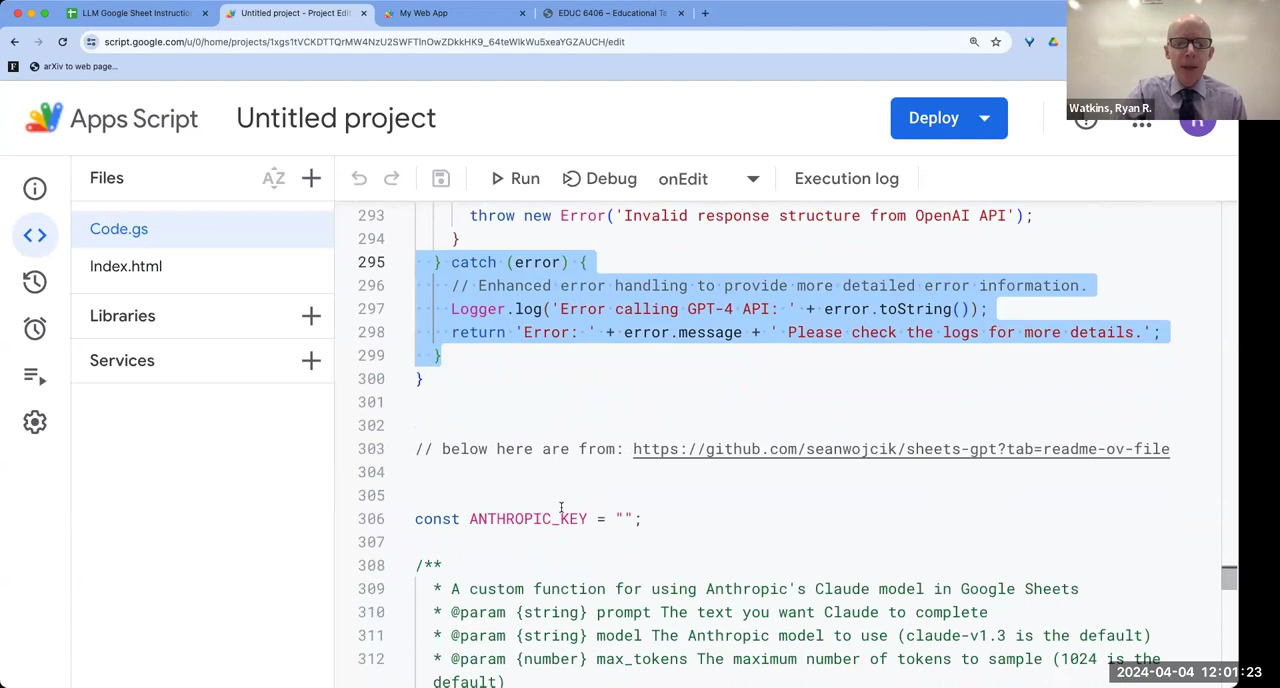 LLM Google Sheet Instruction
Untitled project - Project Edit
My Web App
EDUC 6406 – Educational Te
script.google.com/u/0/home/projects/1xgs1tVCKDTTQrMW4NzU2SWFTlnOwZDkkHK9_64teWIkWu5xeaYGZAUCH/edit
F
arXiv to web page...
Watkins, Ryan R.
Apps Script
Untitled project
Deploy
Files
AZ
Run
Debug
onEdit
Execution log
Code.gs
Index.html
Libraries
Services
293 throw new Error('Invalid response structure from OpenAI API');
294 }
295 } catch (error) {
296 // Enhanced error handling to provide more detailed error information.
297 Logger.log('Error calling GPT-4 API: ' + error.toString());
298 return 'Error: ' + error.message + ' Please check the logs for more details.';
299 }
300 }
301
302
303 // below here are from: https://github.com/seanwojcik/sheets-gpt?tab=readme-ov-file
304
305
306 const ANTHROPIC_KEY = "";
307
308 /**
309 * A custom function for using Anthropic's Claude model in Google Sheets
310 * @param {string} prompt The text you want Claude to complete
311 * @param {string} model The Anthropic model to use (claude-v1.3 is the default)
312 * @param {number} max_tokens The maximum number of tokens to sample (1024 is the
default)
2024-04-04 12:01:23